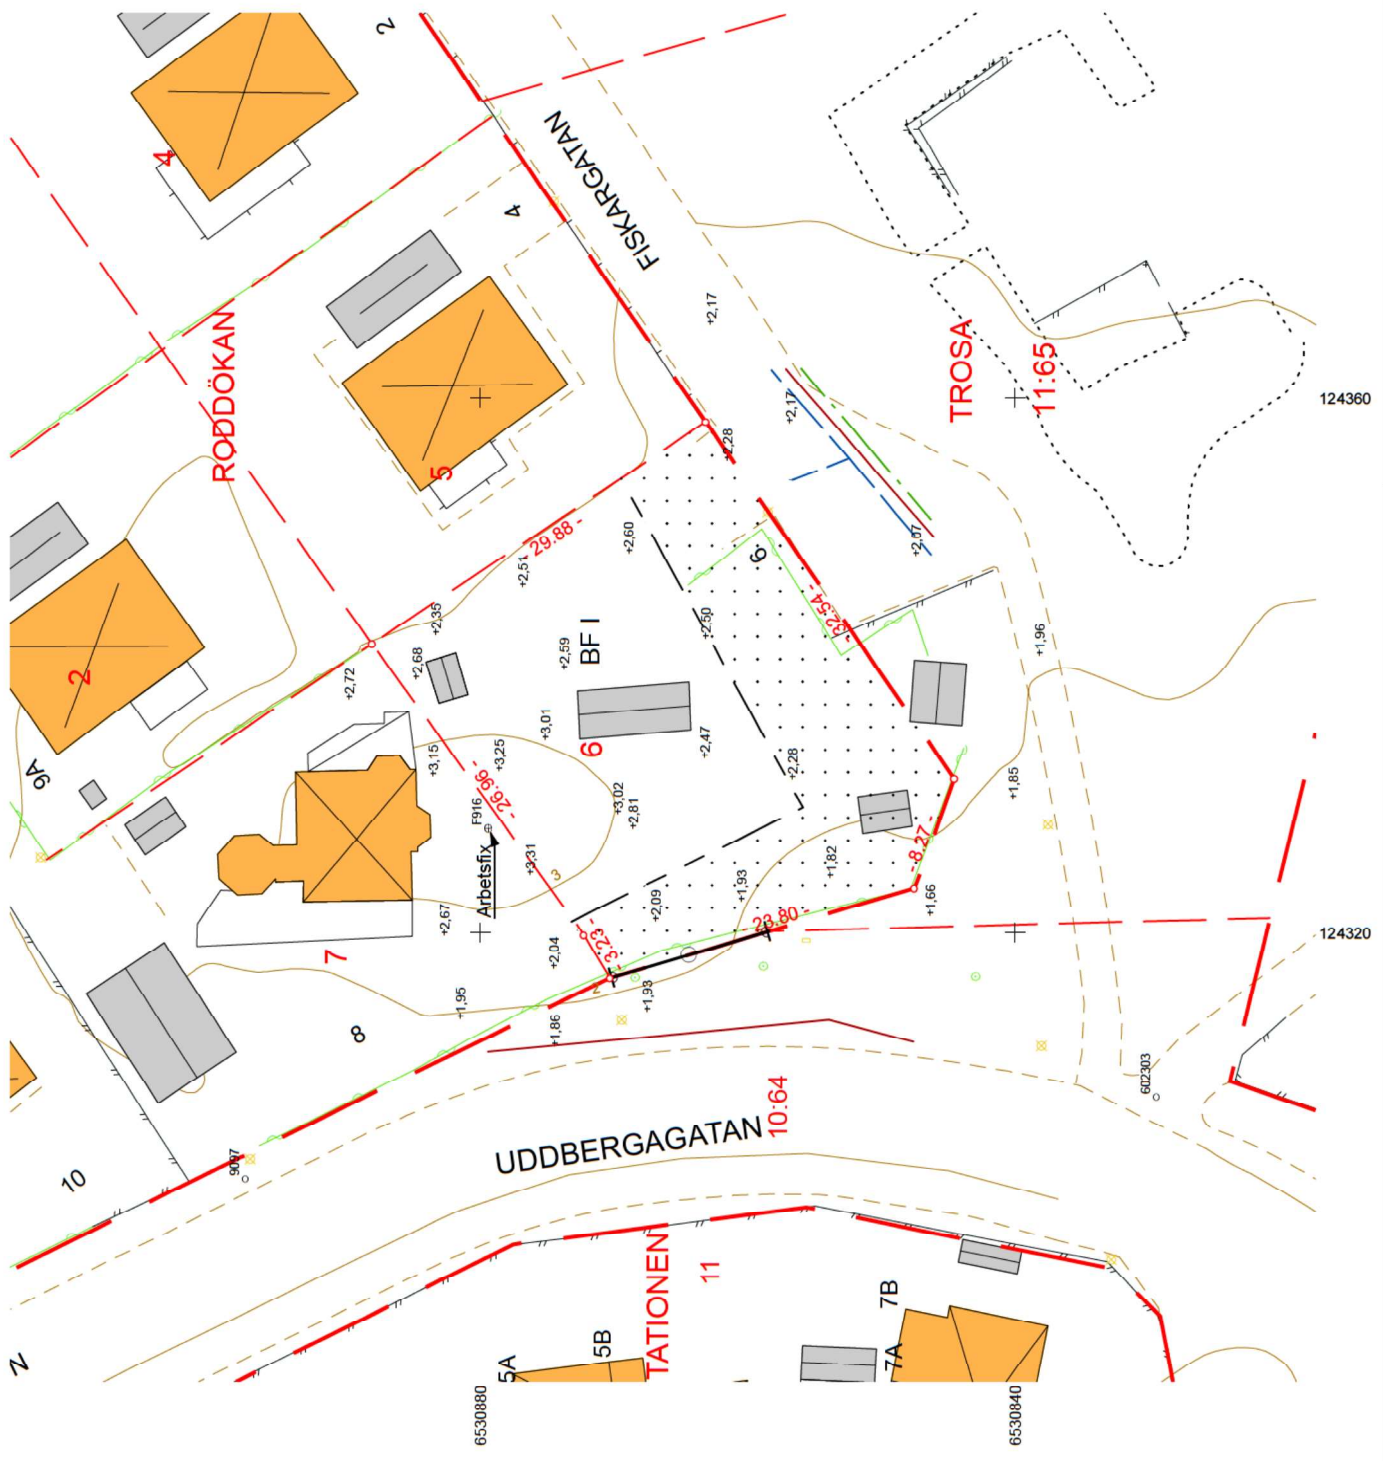 2
4
FISKARGATAN
4
RODDÖKAN
+2,17
TROSA
11:65
+2,17
124360
5
+2,28
29.88 -
+2,60
+2,51
+2,07
6
- 32.54 -
+2,35
+2,50
BF I
+2,59
+1,96
+2,68
+2,72
2
9A
6
+3,01
+3,15
+3,25
+2,47
+2,28
+1,85
- 26.96 -
F916
+3,02
+2,81
Arbetsfix
+3,31
3
+1,82
- 8.27 -
+1,93
+1,66
+2,09
+2,67
- 3.23 -
23.80 -
+2,04
124320
7
2
+1,95
+1,93
+1,86
8
602303
10:64
UDDBERGAGATAN
9097
10
TATIONEN
11
7B
7A
5B
5A
N
6530880
6530840